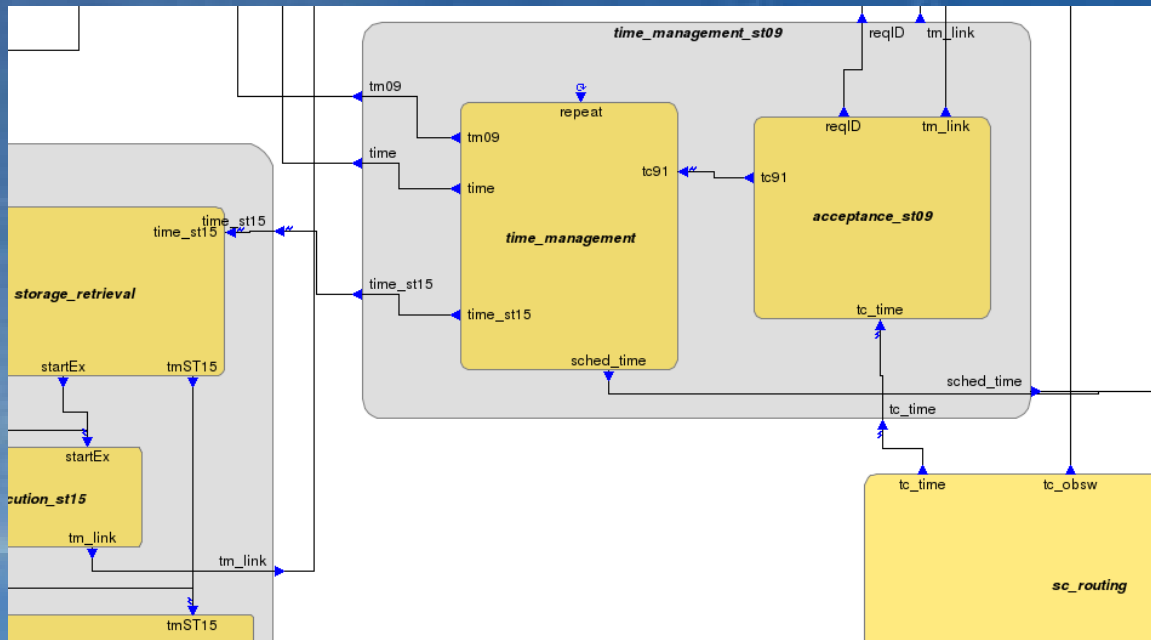 time_management_st09
reqID
tm_link
tm09
repeat
tm09
reqID
tm_link
time
time
tc91
tc91
acceptance_st09
time_st15
time_st15
time_management
storage_retrieval
time_st15
time_st15
tc_time
startEx
tmST15
sched_time
sched_time
tc_time
startEx
cution_st15
tc_time
tc_obsw
tm_link
tm_link
sc_routing
tmST15